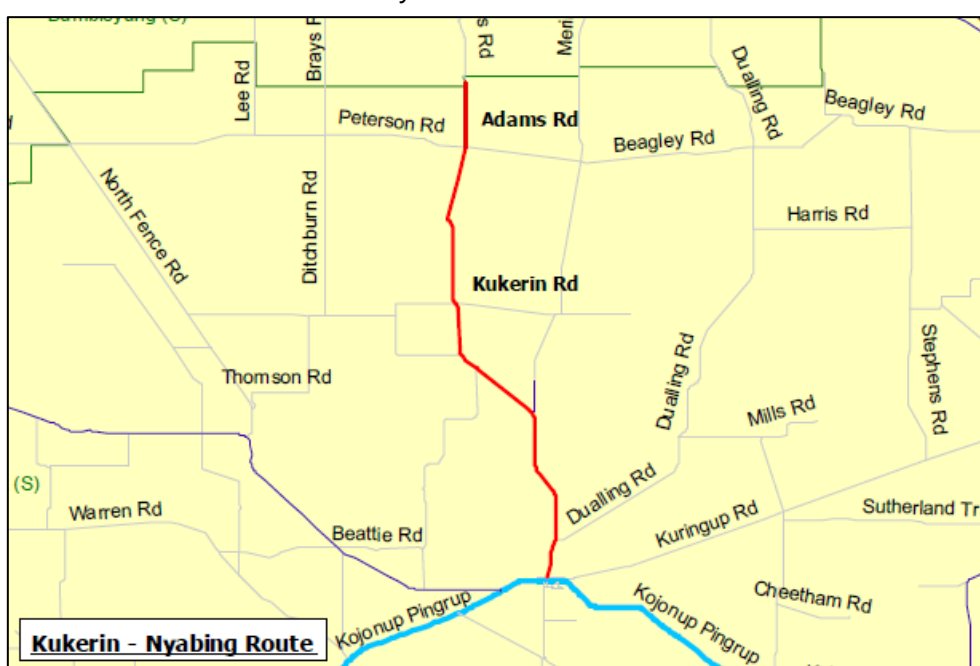 Lee Rd
Brays
Dualling Rd
Beagley Rd
Peterson Rd
Adams Rd
Beagley Rd
North Fence Rd
Ditchburn Rd
Harris Rd
Kukerin Rd
Thomson Rd
Dualling Rd
Stephens Rd
Mills Rd
(S)
Warren Rd
Dualling Rd
Kuringup Rd
Sutherland Tr
Beattie Rd
Kojonup Pingrup
Kojonup Pingrup
Cheetham Rd
Kukerin - Nyabing Route